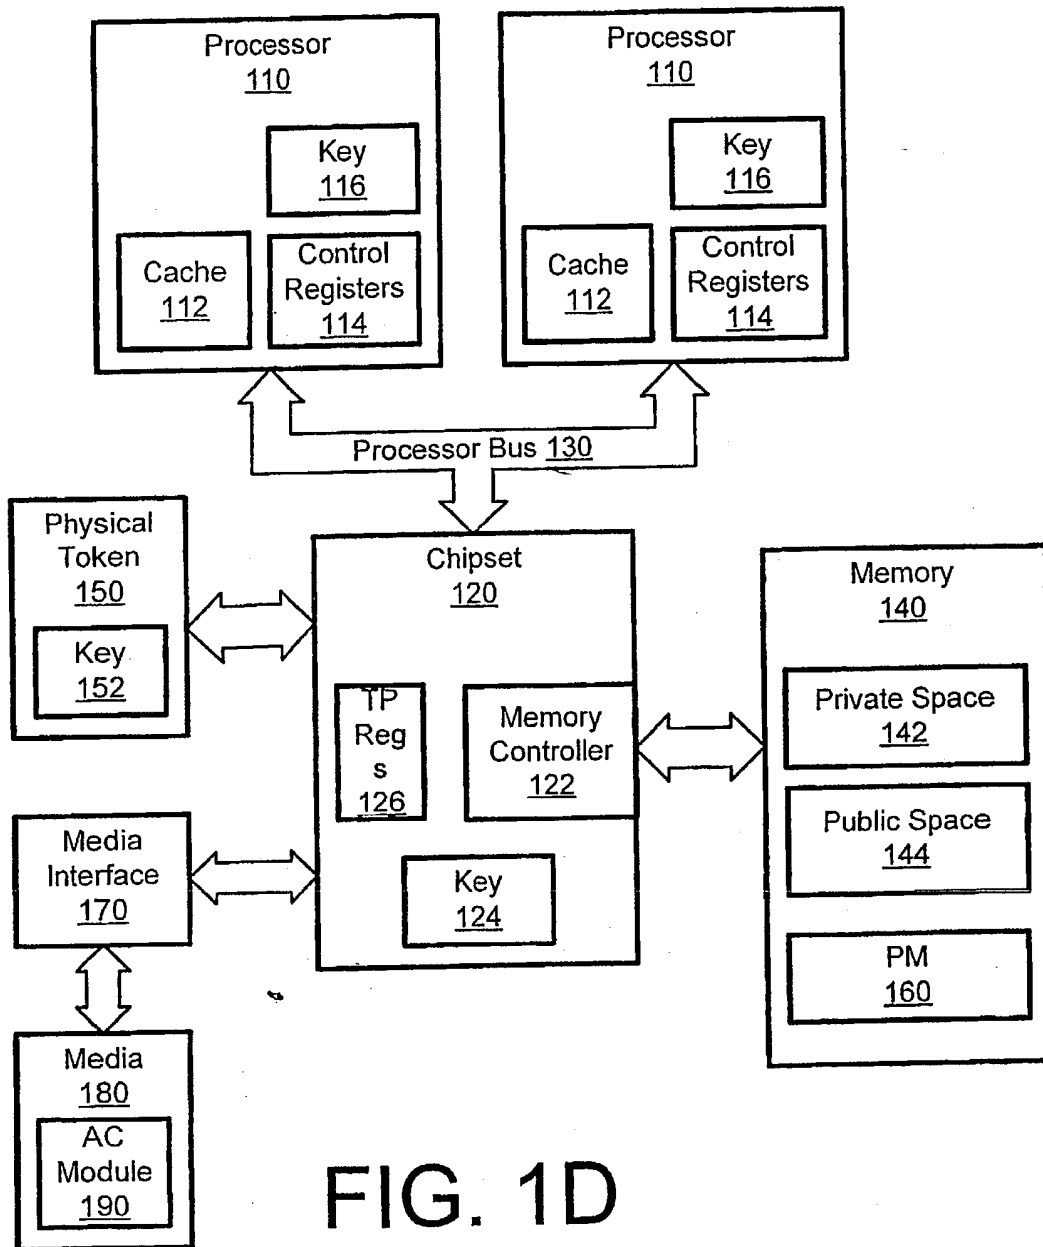 Processor
110
Key
116
Cache
112
Control
Registers
114
Processor
110
Key
116
Cache
112
Control
Registers
114
Processor Bus 130
Physical
Token
150
Key
152
Chipset
120
TP
Reg
s
126
Memory
Controller
122
Key
124
Memory
140
Private Space
142
Public Space
144
PM
160
Media
Interface
170
Media
180
AC
Module
190
FIG. 1D